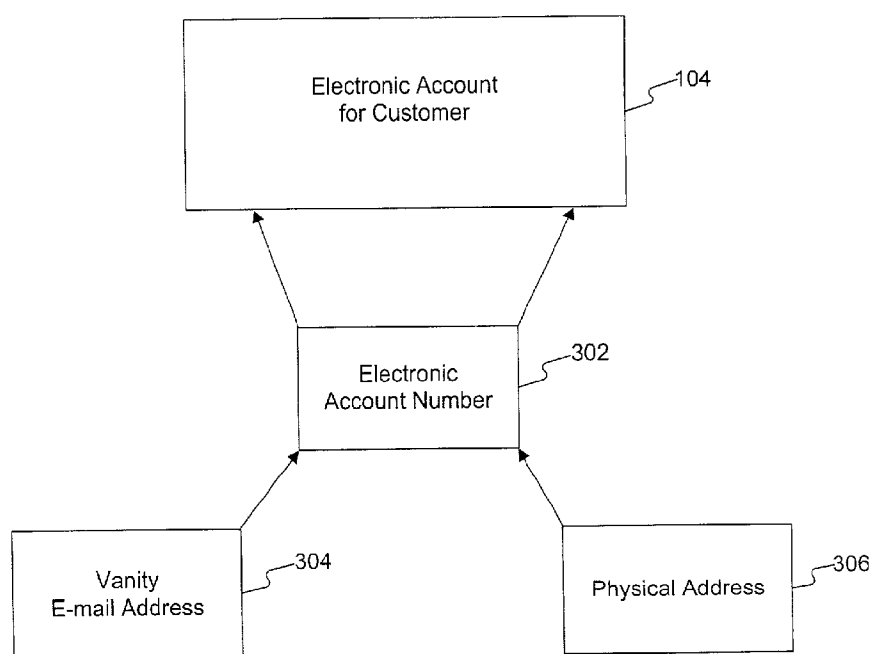 Electronic Account
for Customer
104
Electronic
Account Number
302
Vanity
E-mail Address
304
Physical Address
306